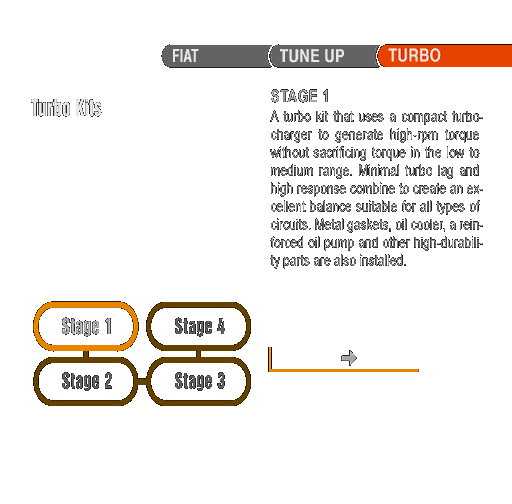 FIAT TUNE UP TURBO
Turbo Kits
STAGE 1
A turbo kit that uses a compact turbo-
charger to generate high-rpm torque
without sacrificing torque in the low to
medium range. Minimal turbo lag and
high response combine to create an ex-
cellent balance suitable for all types of
circuits. Metal gaskets, oil cooler, a rein-
forced oil pump and other high-durabili-
ty parts are also installed.
Stage 1 Stage 4
Stage 2 Stage 3